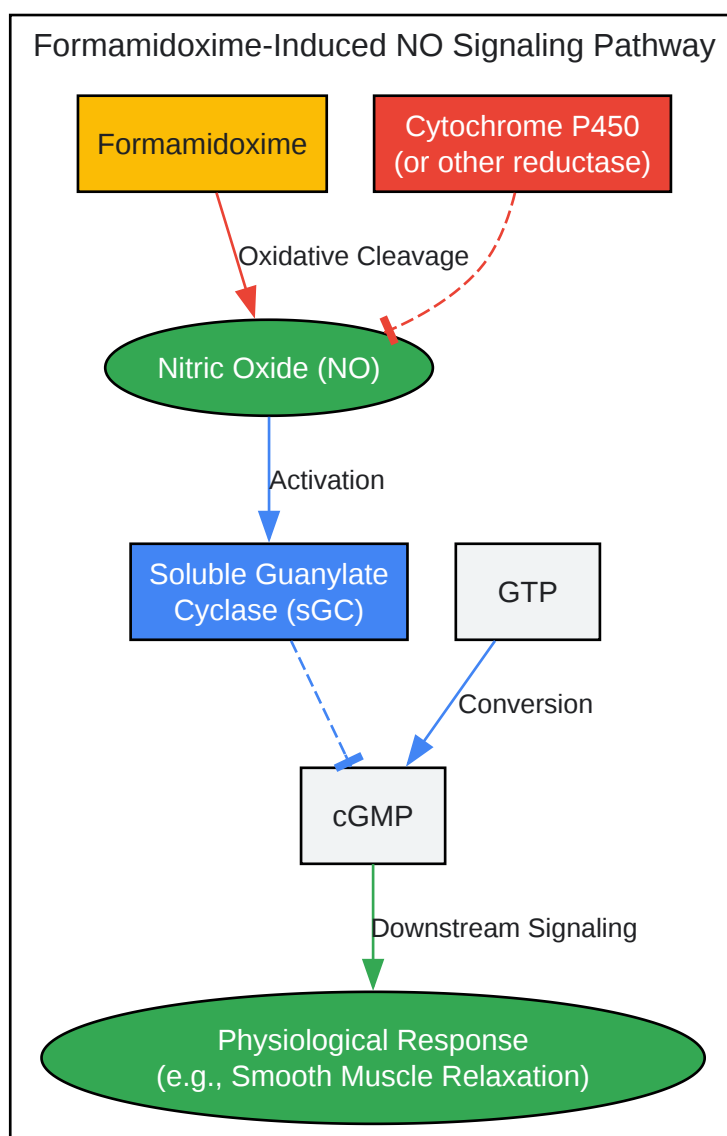 Formamidoxime-Induced NO Signaling Pathway
Formamidoxime
Cytochrome P450
(or other reductase)
Oxidative Cleavage
Nitric Oxide (NO)
Activation
Soluble Guanylate
Cyclase (sGC)
GTP
Conversion
cGMP
Downstream Signaling
Physiological Response
(e.g., Smooth Muscle Relaxation)